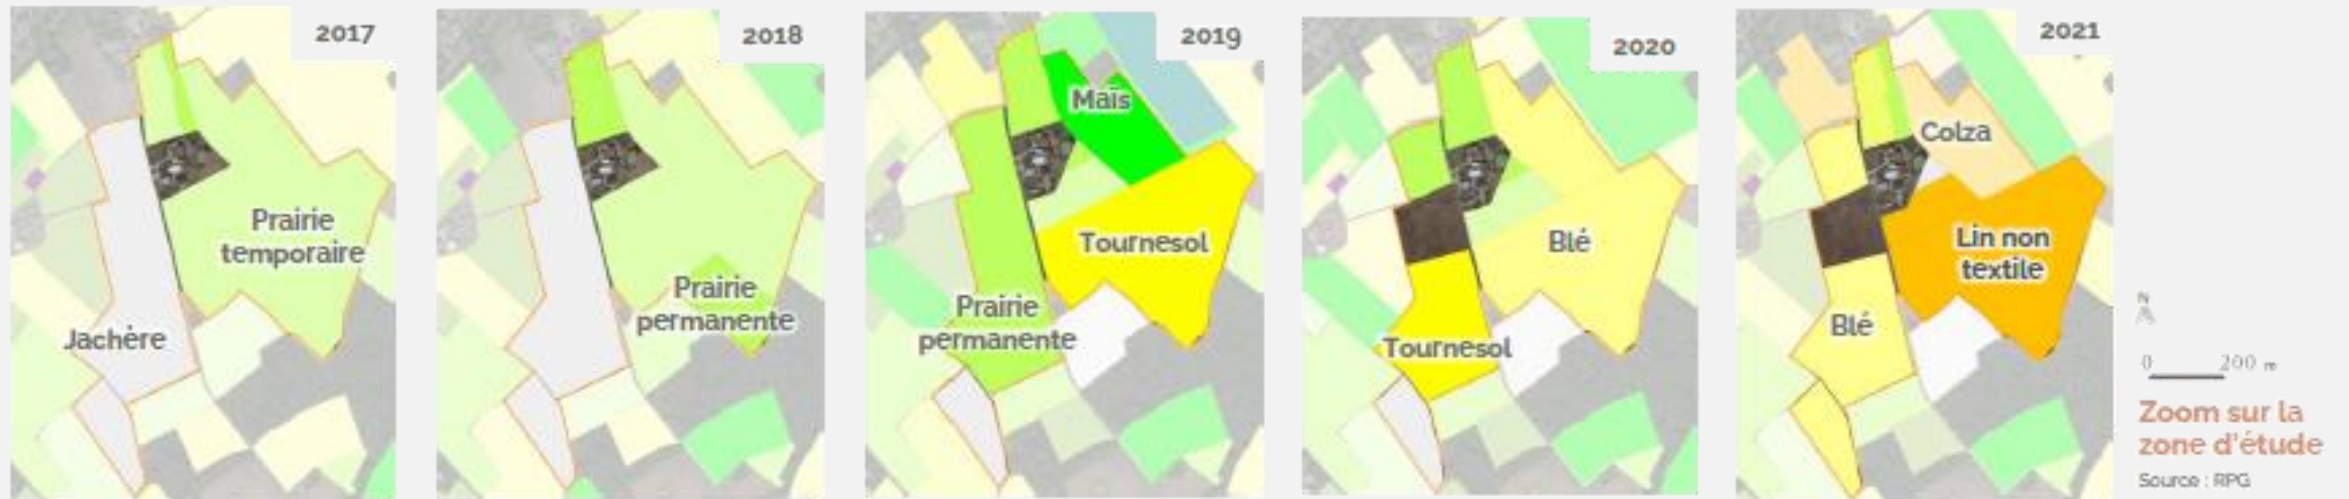 2017
Prairie
temporaire
Jachère
2018
Prairie
permanente
2019
Maïs
Tournesol
Prairie
permanente
2020
Blé
Tournesol
2021
Colza
Lin non
textile
Blé
N
0 200 m
Zoom sur la
zone d'étude
Source : RPG